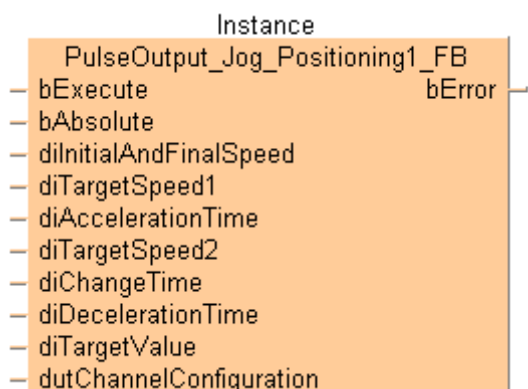 Instance
PulseOutput_Jog_Positioning1_FB
bExecute bError
bAbsolute
diInitialAndFinalSpeed
diTargetSpeed1
diAccelerationTime
diTargetSpeed2
diChangeTime
diDecelerationTime
diTargetValue
dutChannelConfiguration